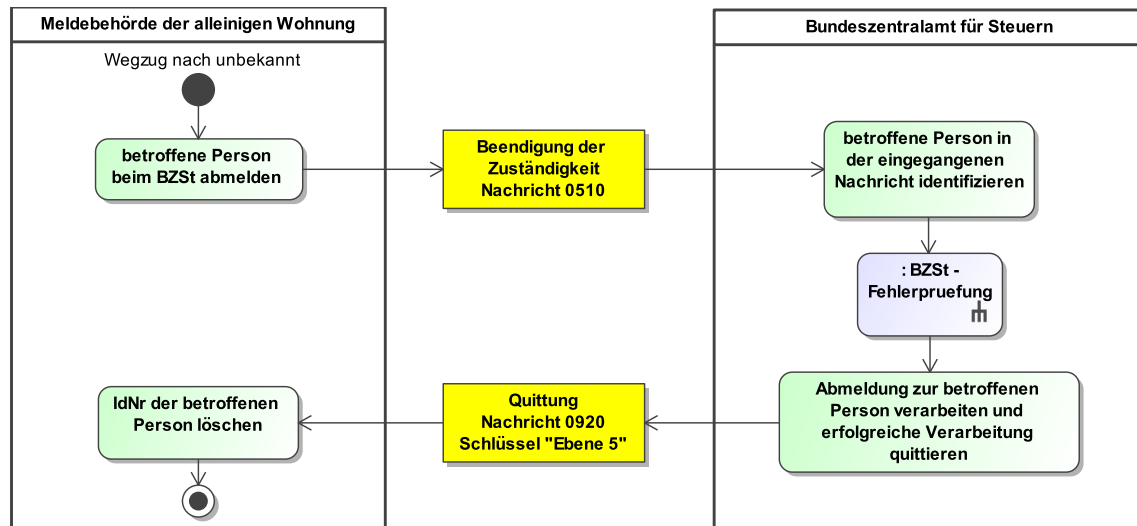 Meldebehörde der alleinigen Wohnung
Bundeszentralamt für Steuern
Wegzug nach unbekannt
betroffene Person
beim BZSt abmelden
Beendigung der
Zuständigkeit
Nachricht 0510
betroffene Person in
der eingegangenen
Nachricht identifizieren
: BZSt -
Fehlerpruefung
Abmeldung zur betroffenen
Person verarbeiten und
erfolgreiche Verarbeitung
quittieren
Quittung
Nachricht 0920
Schlüssel "Ebene 5"
IdNr der betroffenen
Person löschen